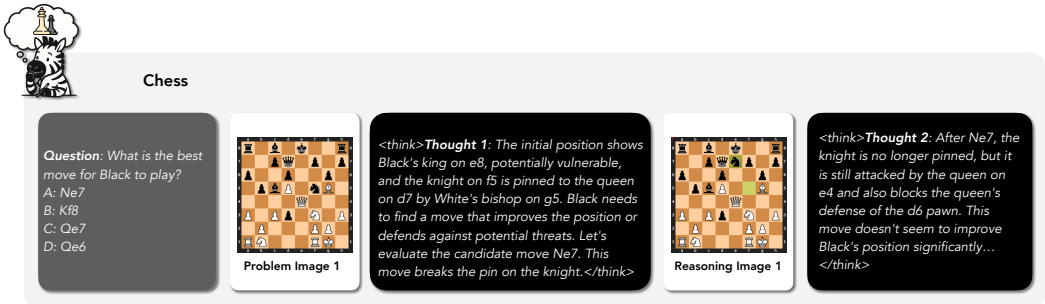 Chess
Question: What is the best
move for Black to play?
A: Ne7
B: Kf8
C: Qe7
D: Qe6
Problem Image 1
<think>Thought 1: The initial position shows
Black's king on e8, potentially vulnerable,
and the knight on f5 is pinned to the queen
on d7 by White's bishop on g5. Black needs
to find a move that improves the position or
defends against potential threats. Let's
evaluate the candidate move Ne7. This
move breaks the pin on the knight.</think>
Reasoning Image 1
<think>Thought 2: After Ne7, the
knight is no longer pinned, but it
is still attacked by the queen on
e4 and also blocks the queen's
defense of the d6 pawn. This
move doesn't seem to improve
Black's position significantly…
</think>